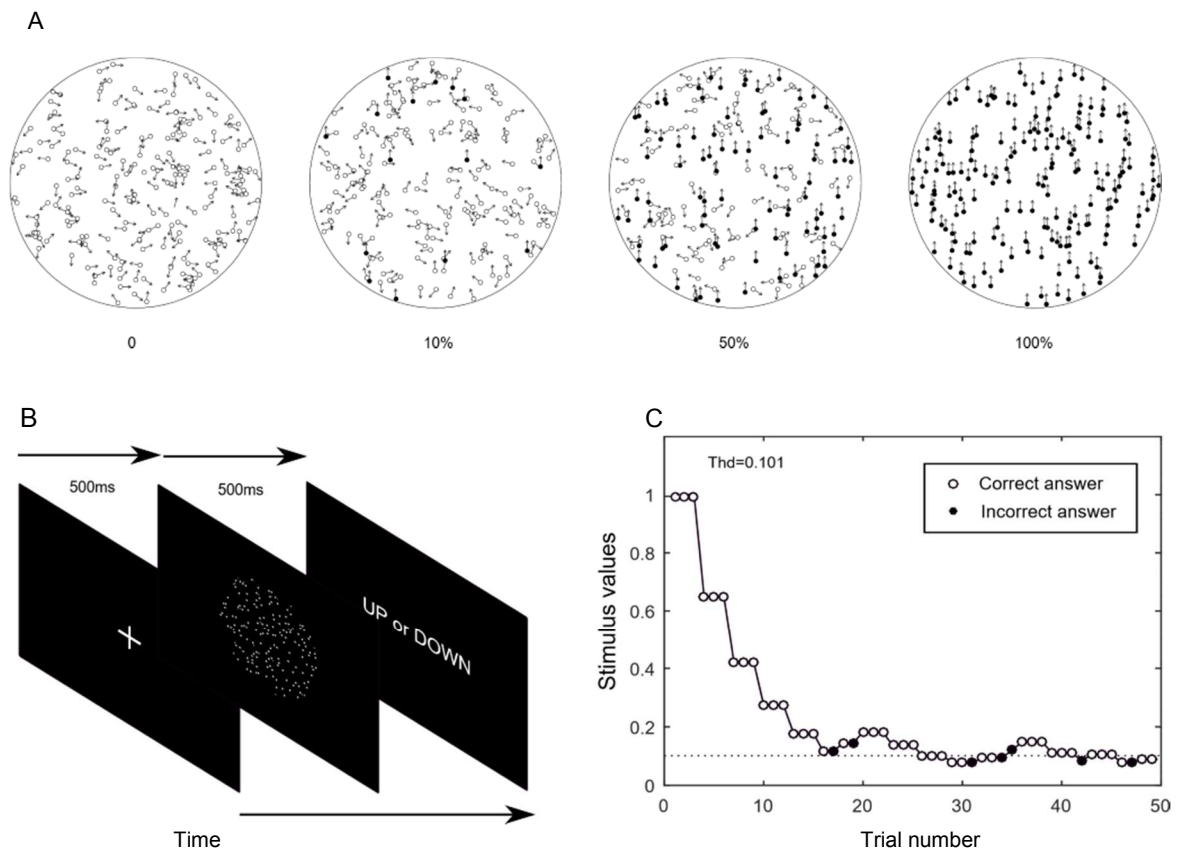 A
0
10%
50%
100%
B
500ms
500ms
UP or DOWN
Time
C
Thd=0.101
Correct answer
Incorrect answer
1
0.8
0.6
0.4
0.2
0
Stimulus values
0 10 20 30 40 50
Trial number